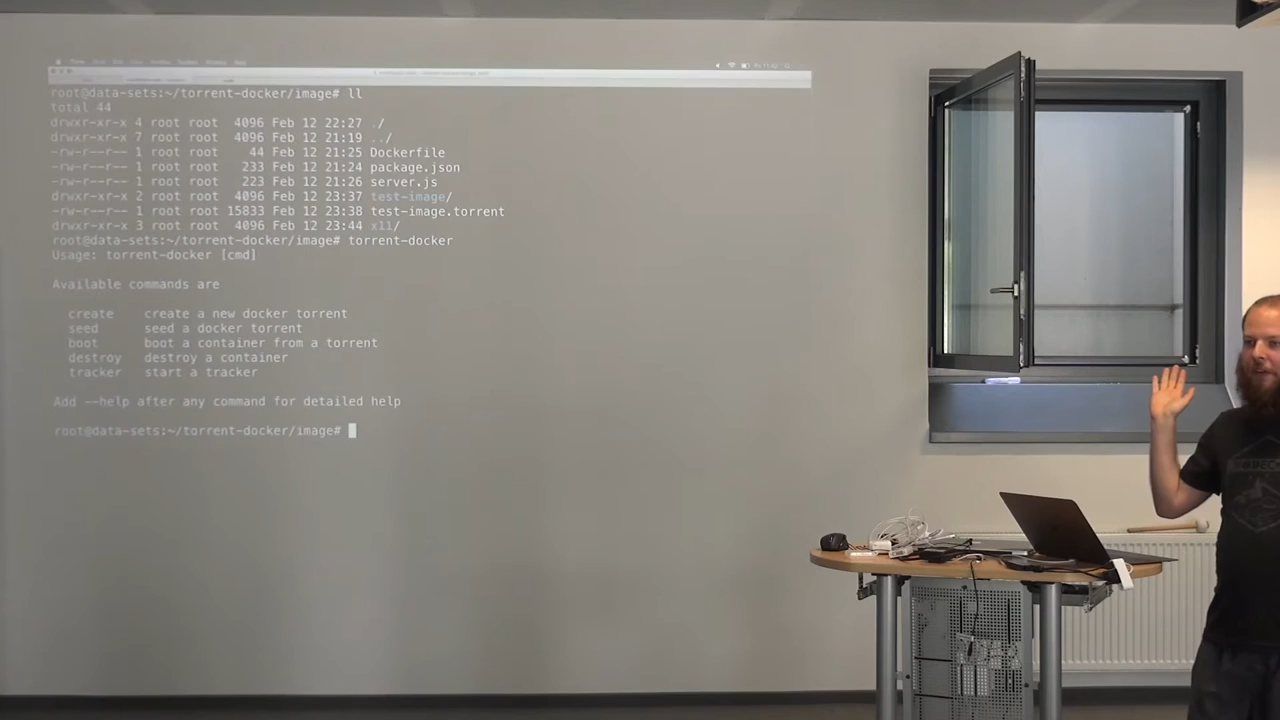 root@data-sets:~/torrent-docker/image# ll
total 44
drwxr-xr-x 4 root root  4096 Feb 12 22:27 ./
drwxr-xr-x 7 root root  4096 Feb 12 21:19 ../
-rw-r--r-- 1 root root    44 Feb 12 21:25 Dockerfile
-rw-r--r-- 1 root root   233 Feb 12 21:24 package.json
-rw-r--r-- 1 root root   223 Feb 12 21:26 server.js
drwxr-xr-x 2 root root  4096 Feb 12 23:37 test-image/
-rw-r--r-- 1 root root 15833 Feb 12 23:38 test-image.torrent
drwxr-xr-x 3 root root  4096 Feb 12 23:44 x11/
root@data-sets:~/torrent-docker/image# torrent-docker
Usage: torrent-docker [cmd]
Available commands are
create    create a new docker torrent
seed      seed a docker torrent
boot      boot a container from a torrent
destroy   destroy a container
tracker   start a tracker
Add --help after any command for detailed help
root@data-sets:~/torrent-docker/image#